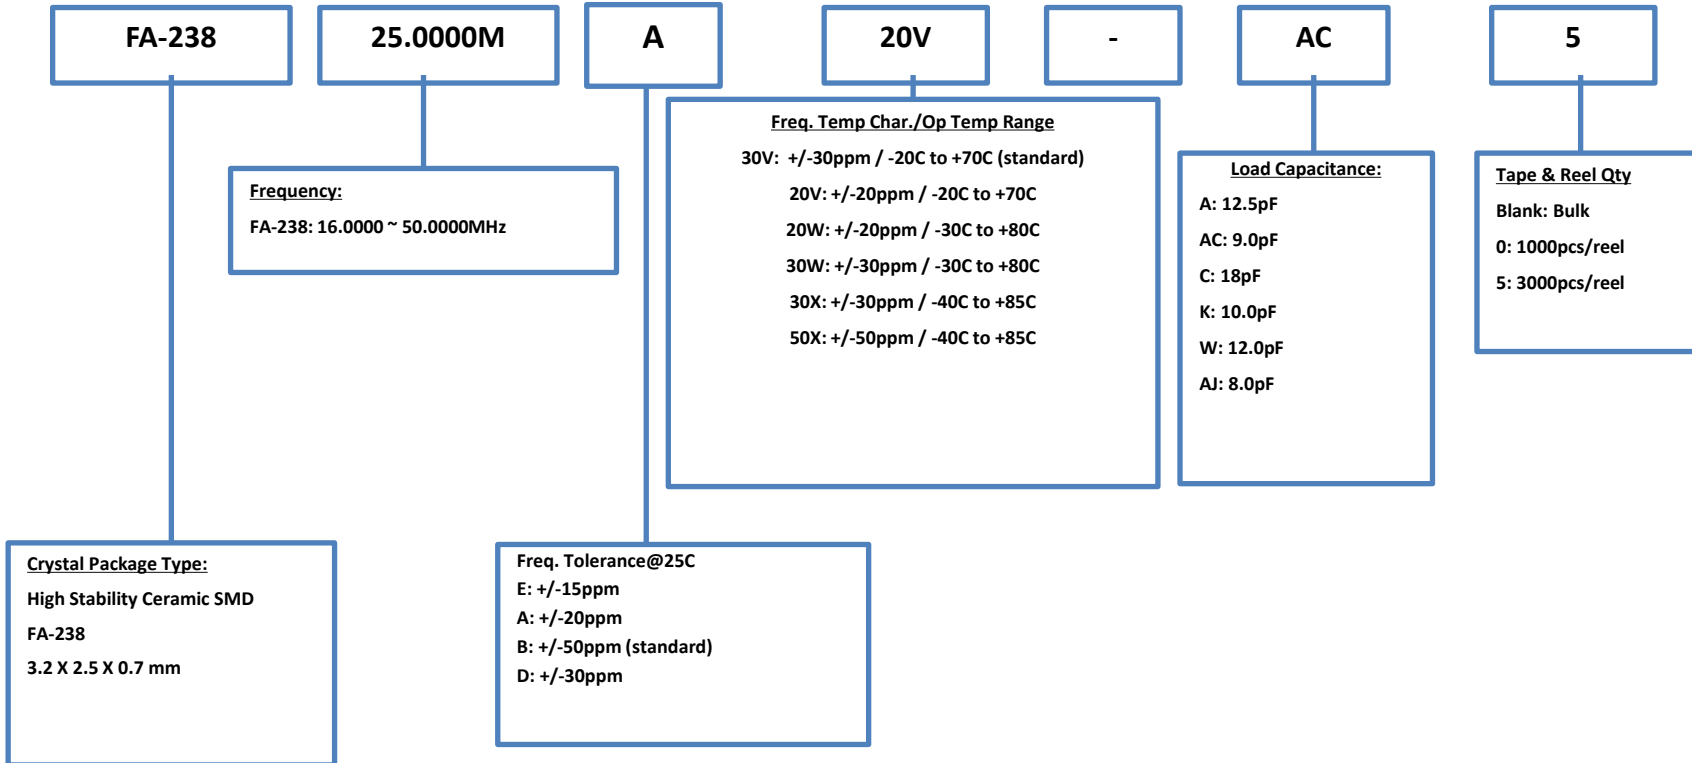 FA-238
25.0000M
A
20V
-
AC
5
Frequency:
FA-238: 16.0000 ~ 50.0000MHz
Freq. Temp Char./Op Temp Range
30V:  +/-30ppm / -20C to +70C (standard)
20V: +/-20ppm / -20C to +70C
20W: +/-20ppm / -30C to +80C
30W: +/-30ppm / -30C to +80C
30X: +/-30ppm / -40C to +85C
50X: +/-50ppm / -40C to +85C
Load Capacitance:
A: 12.5pF
AC: 9.0pF
C: 18pF
K: 10.0pF
W: 12.0pF
AJ: 8.0pF
Tape & Reel Qty
Blank: Bulk
0: 1000pcs/reel
5: 3000pcs/reel
Crystal Package Type:
High Stability Ceramic SMD
FA-238
3.2 X 2.5 X 0.7 mm
Freq. Tolerance@25C
E: +/-15ppm
A: +/-20ppm
B: +/-50ppm (standard)
D: +/-30ppm